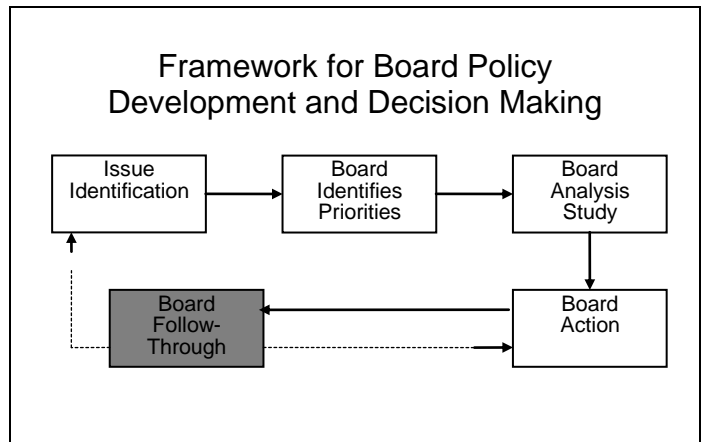 Framework for Board Policy
Development and Decision Making
Issue
Identification
Board
Identifies
Priorities
Board
Analysis
Study
Board
Follow-
Through
Board
Action